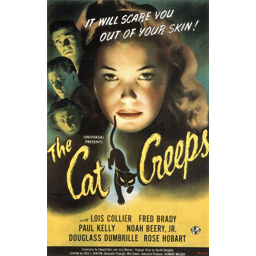 IT WILL SCARE YOU
OUT OF YOUR SKIN!
UNIVERSAL
PRESENTS
The
Cat Creeps
with LOIS COLLIER FRED BRADY
PAUL KELLY NOAH BEERY, JR.
DOUGLASS DUMBRILLE ROSE HOBART